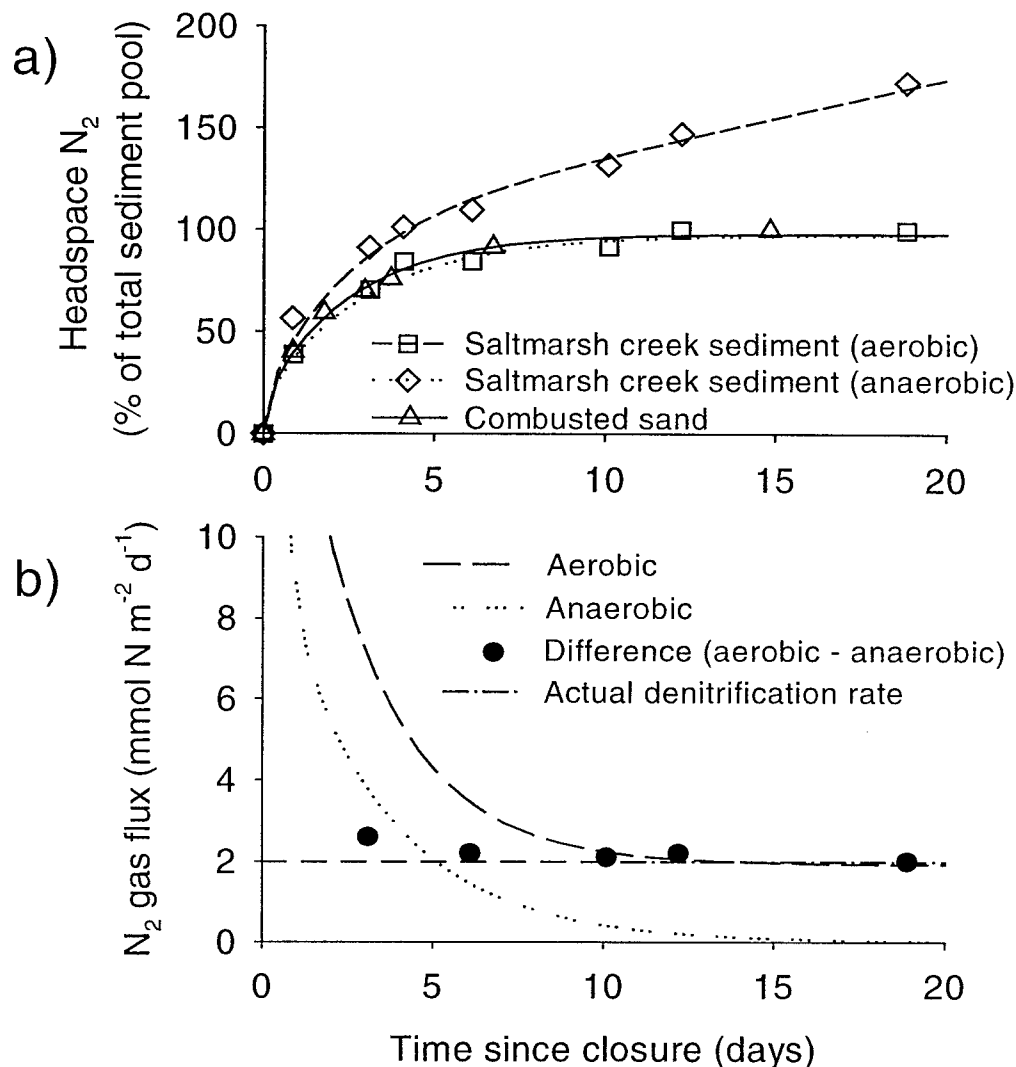 a)
Headspace N₂
(% of total sediment pool)
200
150
100
50
0
Saltmarsh creek sediment (aerobic)
Saltmarsh creek sediment (anaerobic)
Combusted sand
0 5 10 15 20
b)
N₂ gas flux (mmol N m⁻² d⁻¹)
10
8
6
4
2
0
Aerobic
Anaerobic
Difference (aerobic - anaerobic)
Actual denitrification rate
0 5 10 15 20
Time since closure (days)